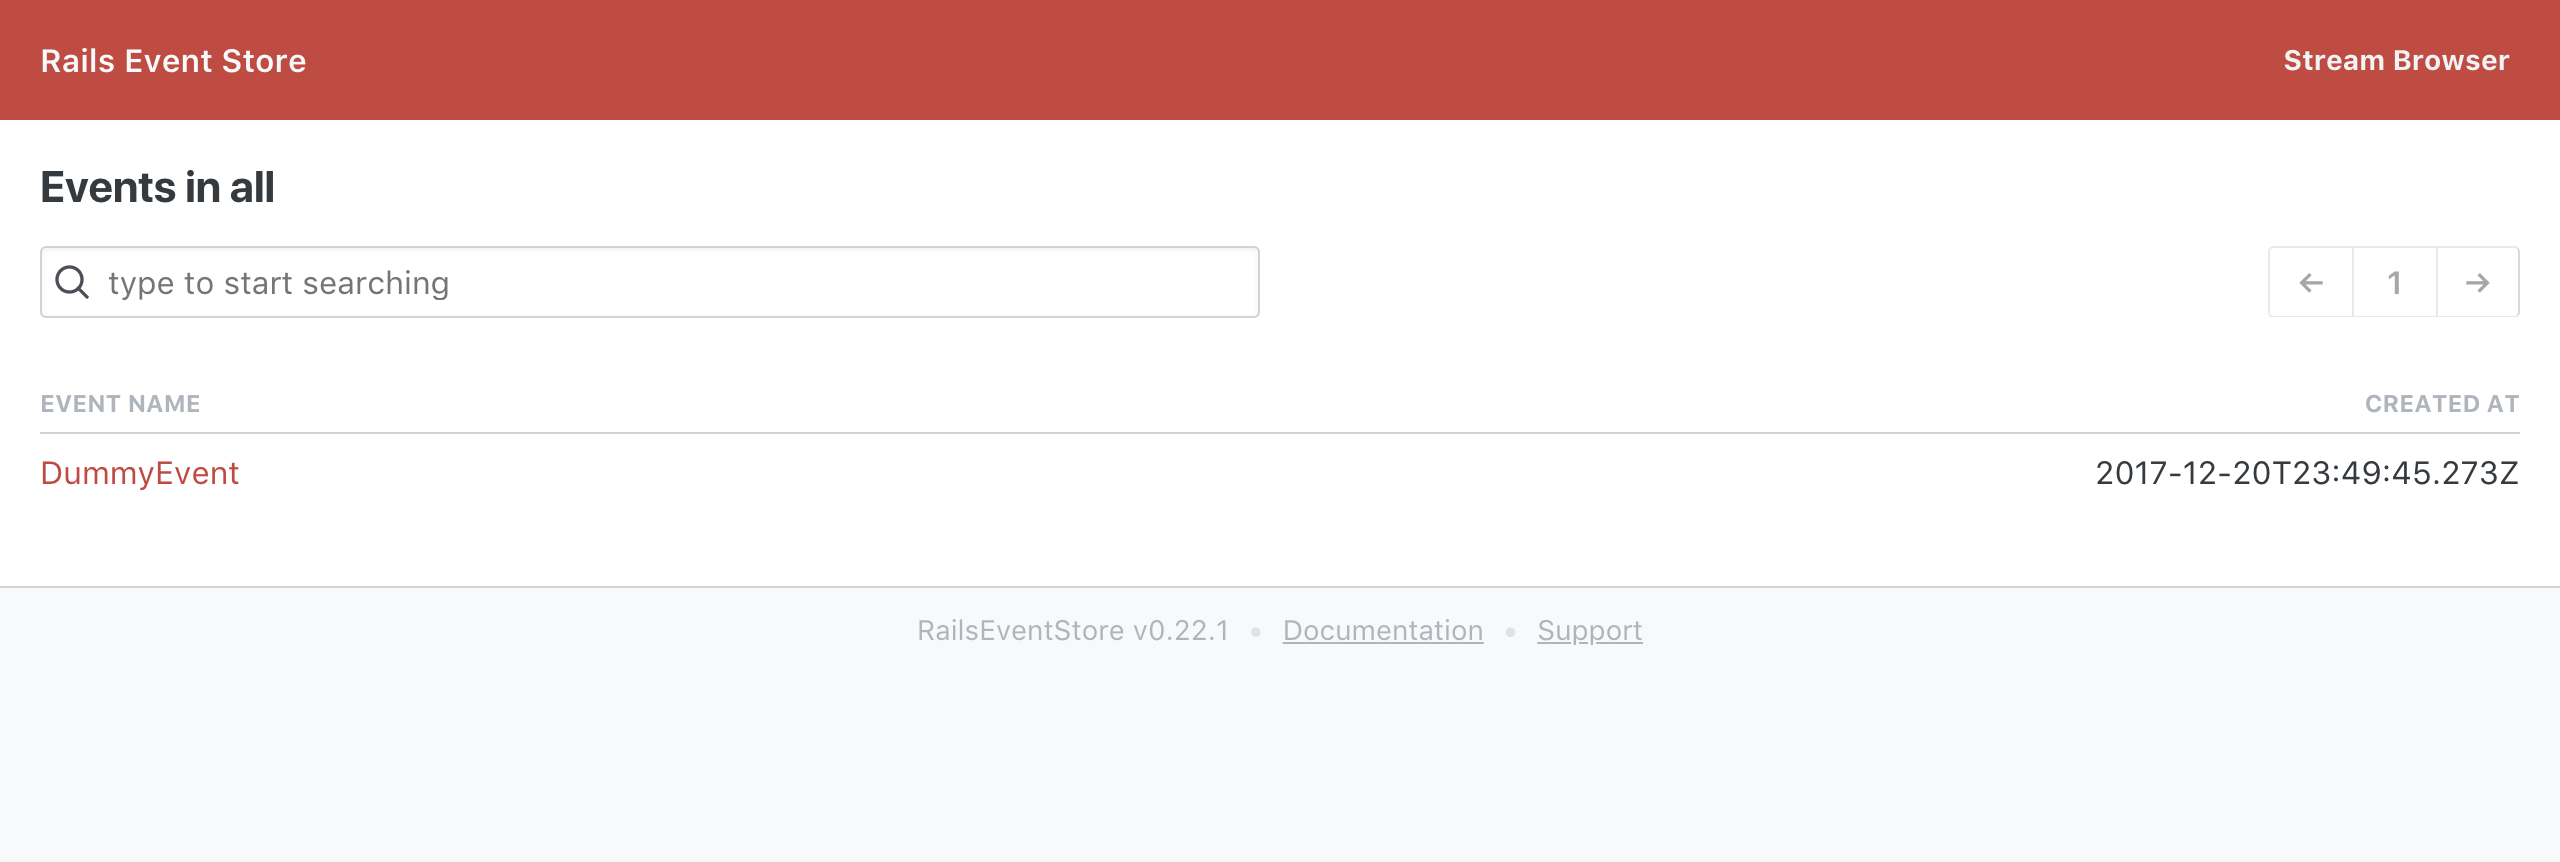 Rails Event Store Stream Browser
Events in all
type to start searching ← 1 →
EVENT NAME CREATED AT
DummyEvent 2017-12-20T23:49:45.273Z
RailsEventStore v0.22.1 • Documentation • Support